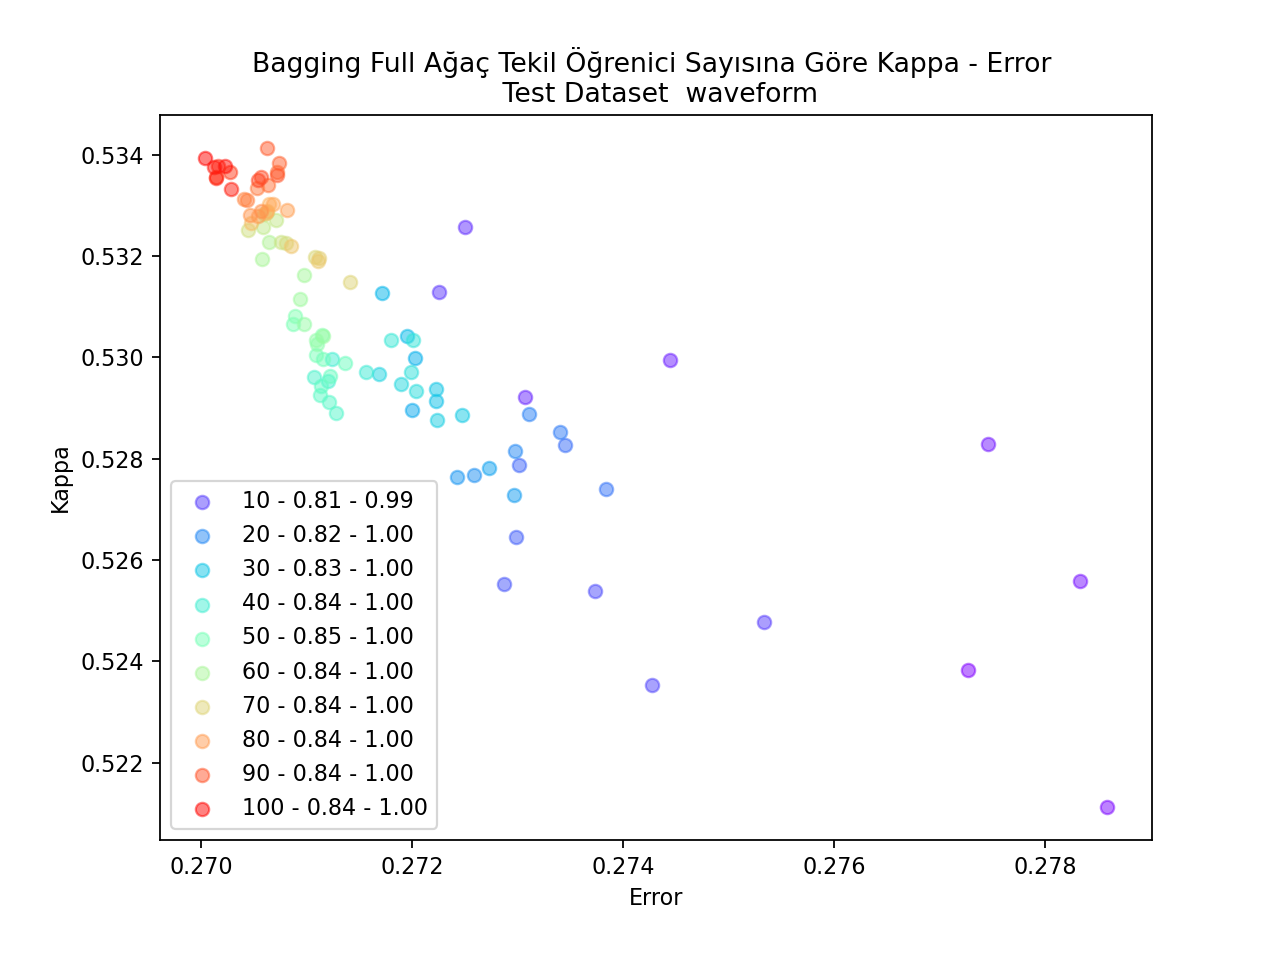 Bagging Full Ağaç Tekil Öğrenici Sayısına Göre Kappa - Error
Test Dataset  waveform
0.534
0.532
0.530
0.528
0.526
0.524
0.522
Kappa
10 - 0.81 - 0.99
20 - 0.82 - 1.00
30 - 0.83 - 1.00
40 - 0.84 - 1.00
50 - 0.85 - 1.00
60 - 0.84 - 1.00
70 - 0.84 - 1.00
80 - 0.84 - 1.00
90 - 0.84 - 1.00
100 - 0.84 - 1.00
0.270 0.272 0.274 0.276 0.278
Error